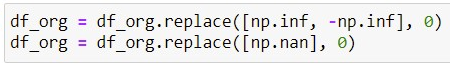 df_org = df_org.replace([np.inf, -np.inf], 0)
df_org = df_org.replace([np.nan], 0)